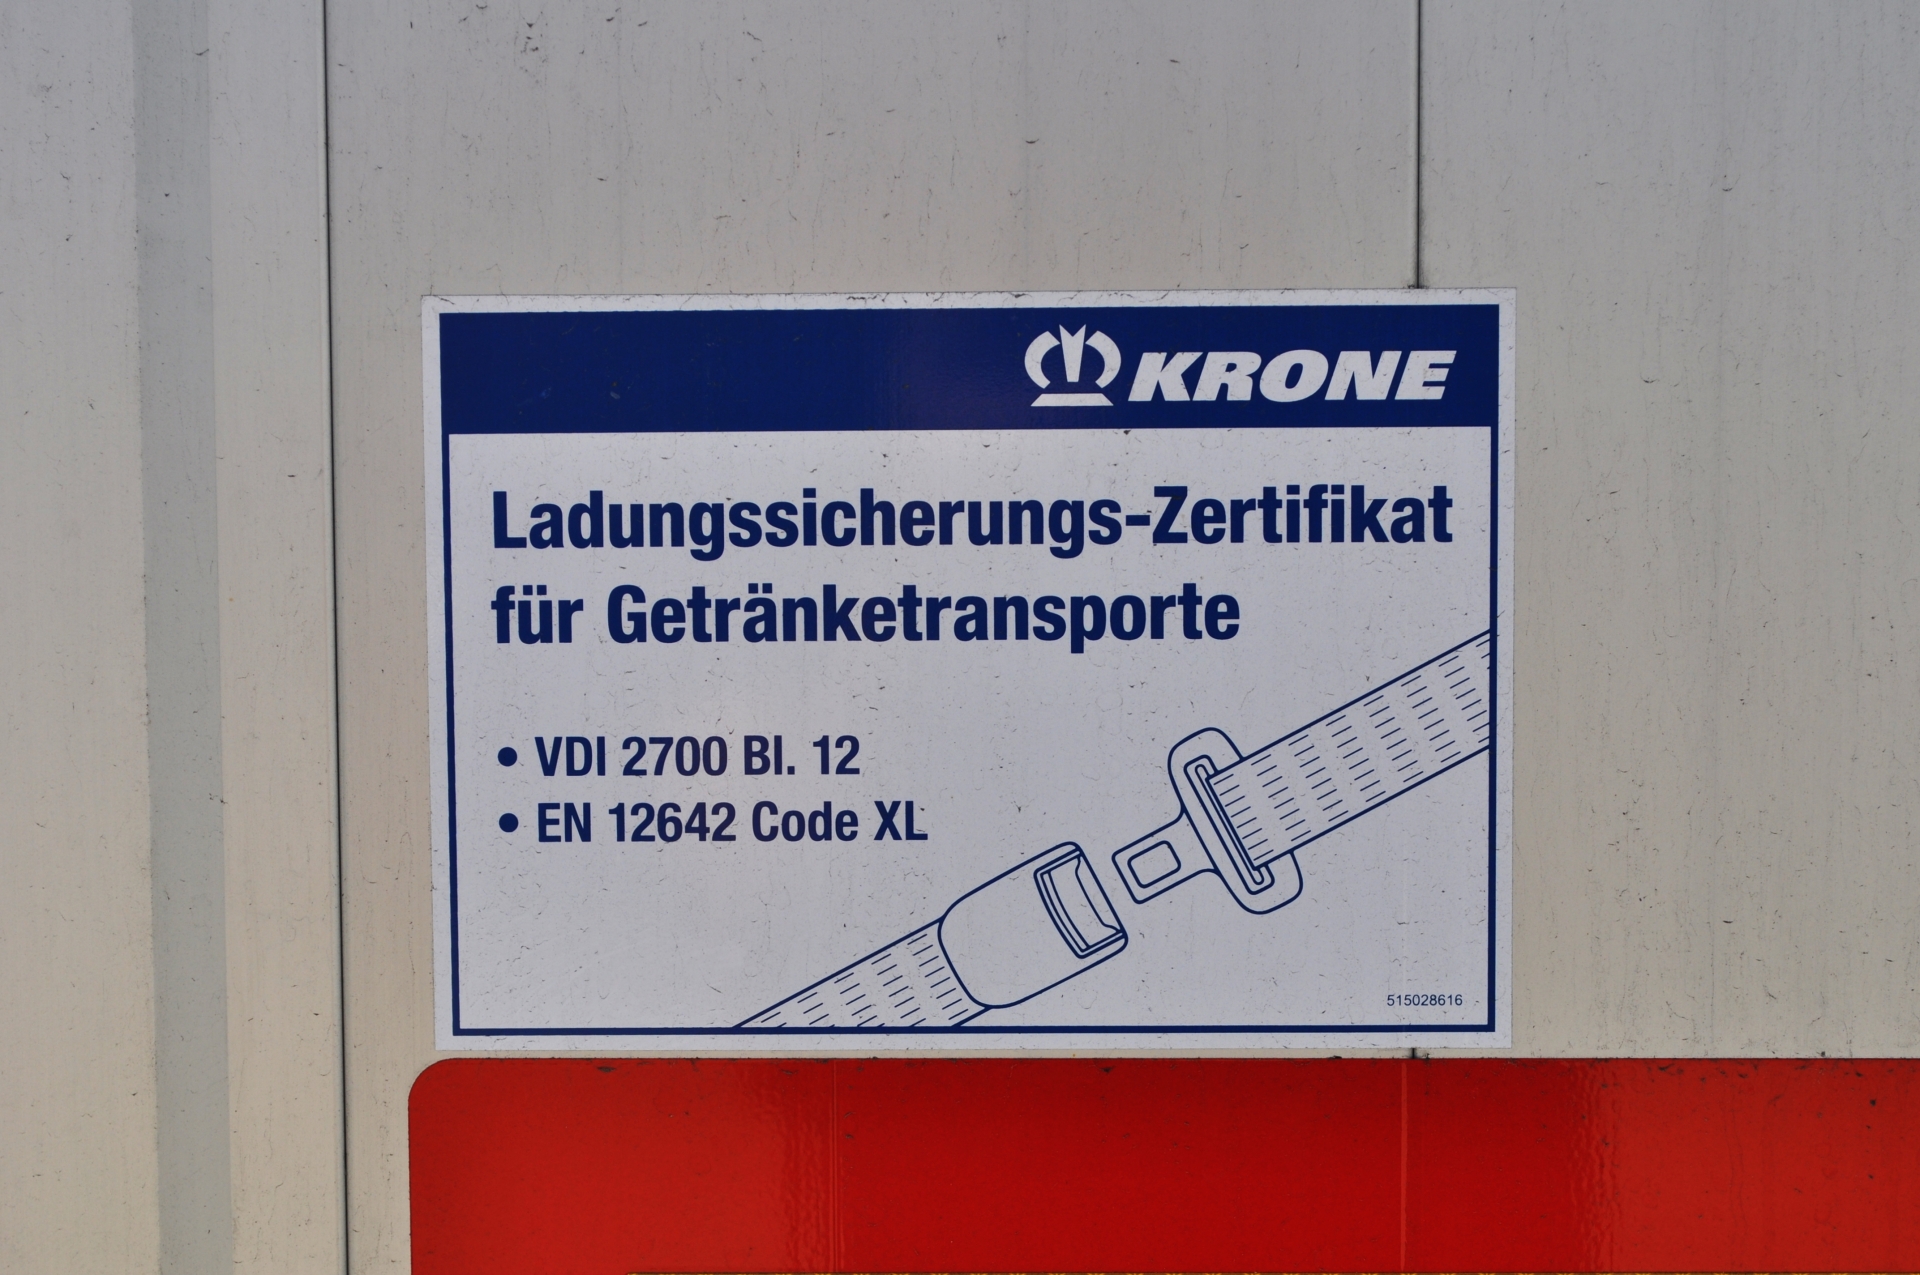 KRONE
Ladungssicherungs-Zertifikat
für Getränketransporte
• VDI 2700 Bl. 12
• EN 12642 Code XL
515028616